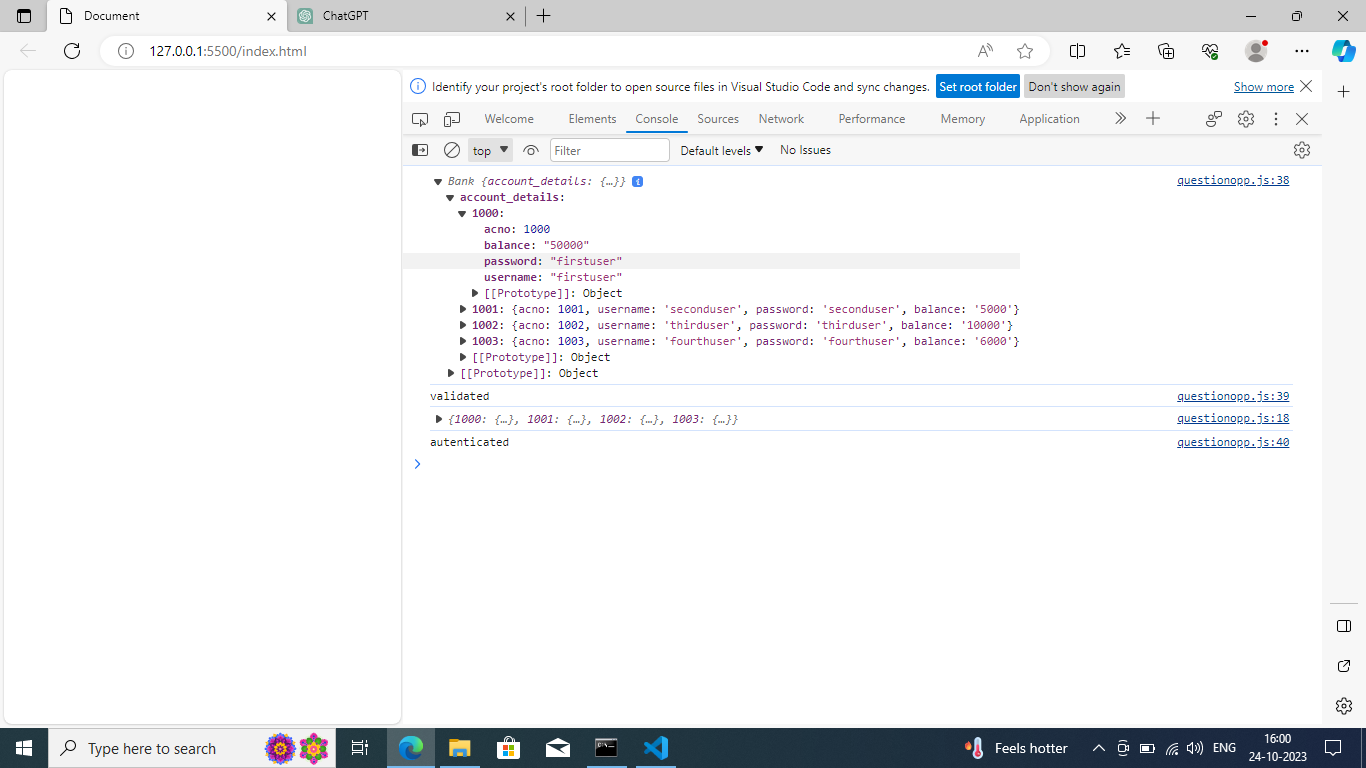 Document
ChatGPT
127.0.0.1:5500/index.html
Identify your project's root folder to open source files in Visual Studio Code and sync changes.
Set root folder
Don't show again
Show more
Welcome
Elements
Console
Sources
Network
Performance
Memory
Application
top
Filter
Default levels
No Issues
Bank {account_details: {…}}
questionopp.js:38
account_details:
1000:
acno: 1000
balance: "50000"
password: "firstuser"
username: "firstuser"
[[Prototype]]: Object
1001: {acno: 1001, username: 'seconduser', password: 'seconduser', balance: '5000'}
1002: {acno: 1002, username: 'thirduser', password: 'thirduser', balance: '10000'}
1003: {acno: 1003, username: 'fourthuser', password: 'fourthuser', balance: '6000'}
[[Prototype]]: Object
[[Prototype]]: Object
validated
questionopp.js:39
{1000: {…}, 1001: {…}, 1002: {…}, 1003: {…}}
questionopp.js:18
autenticated
questionopp.js:40
Type here to search
Feels hotter
ENG
16:00
24-10-2023